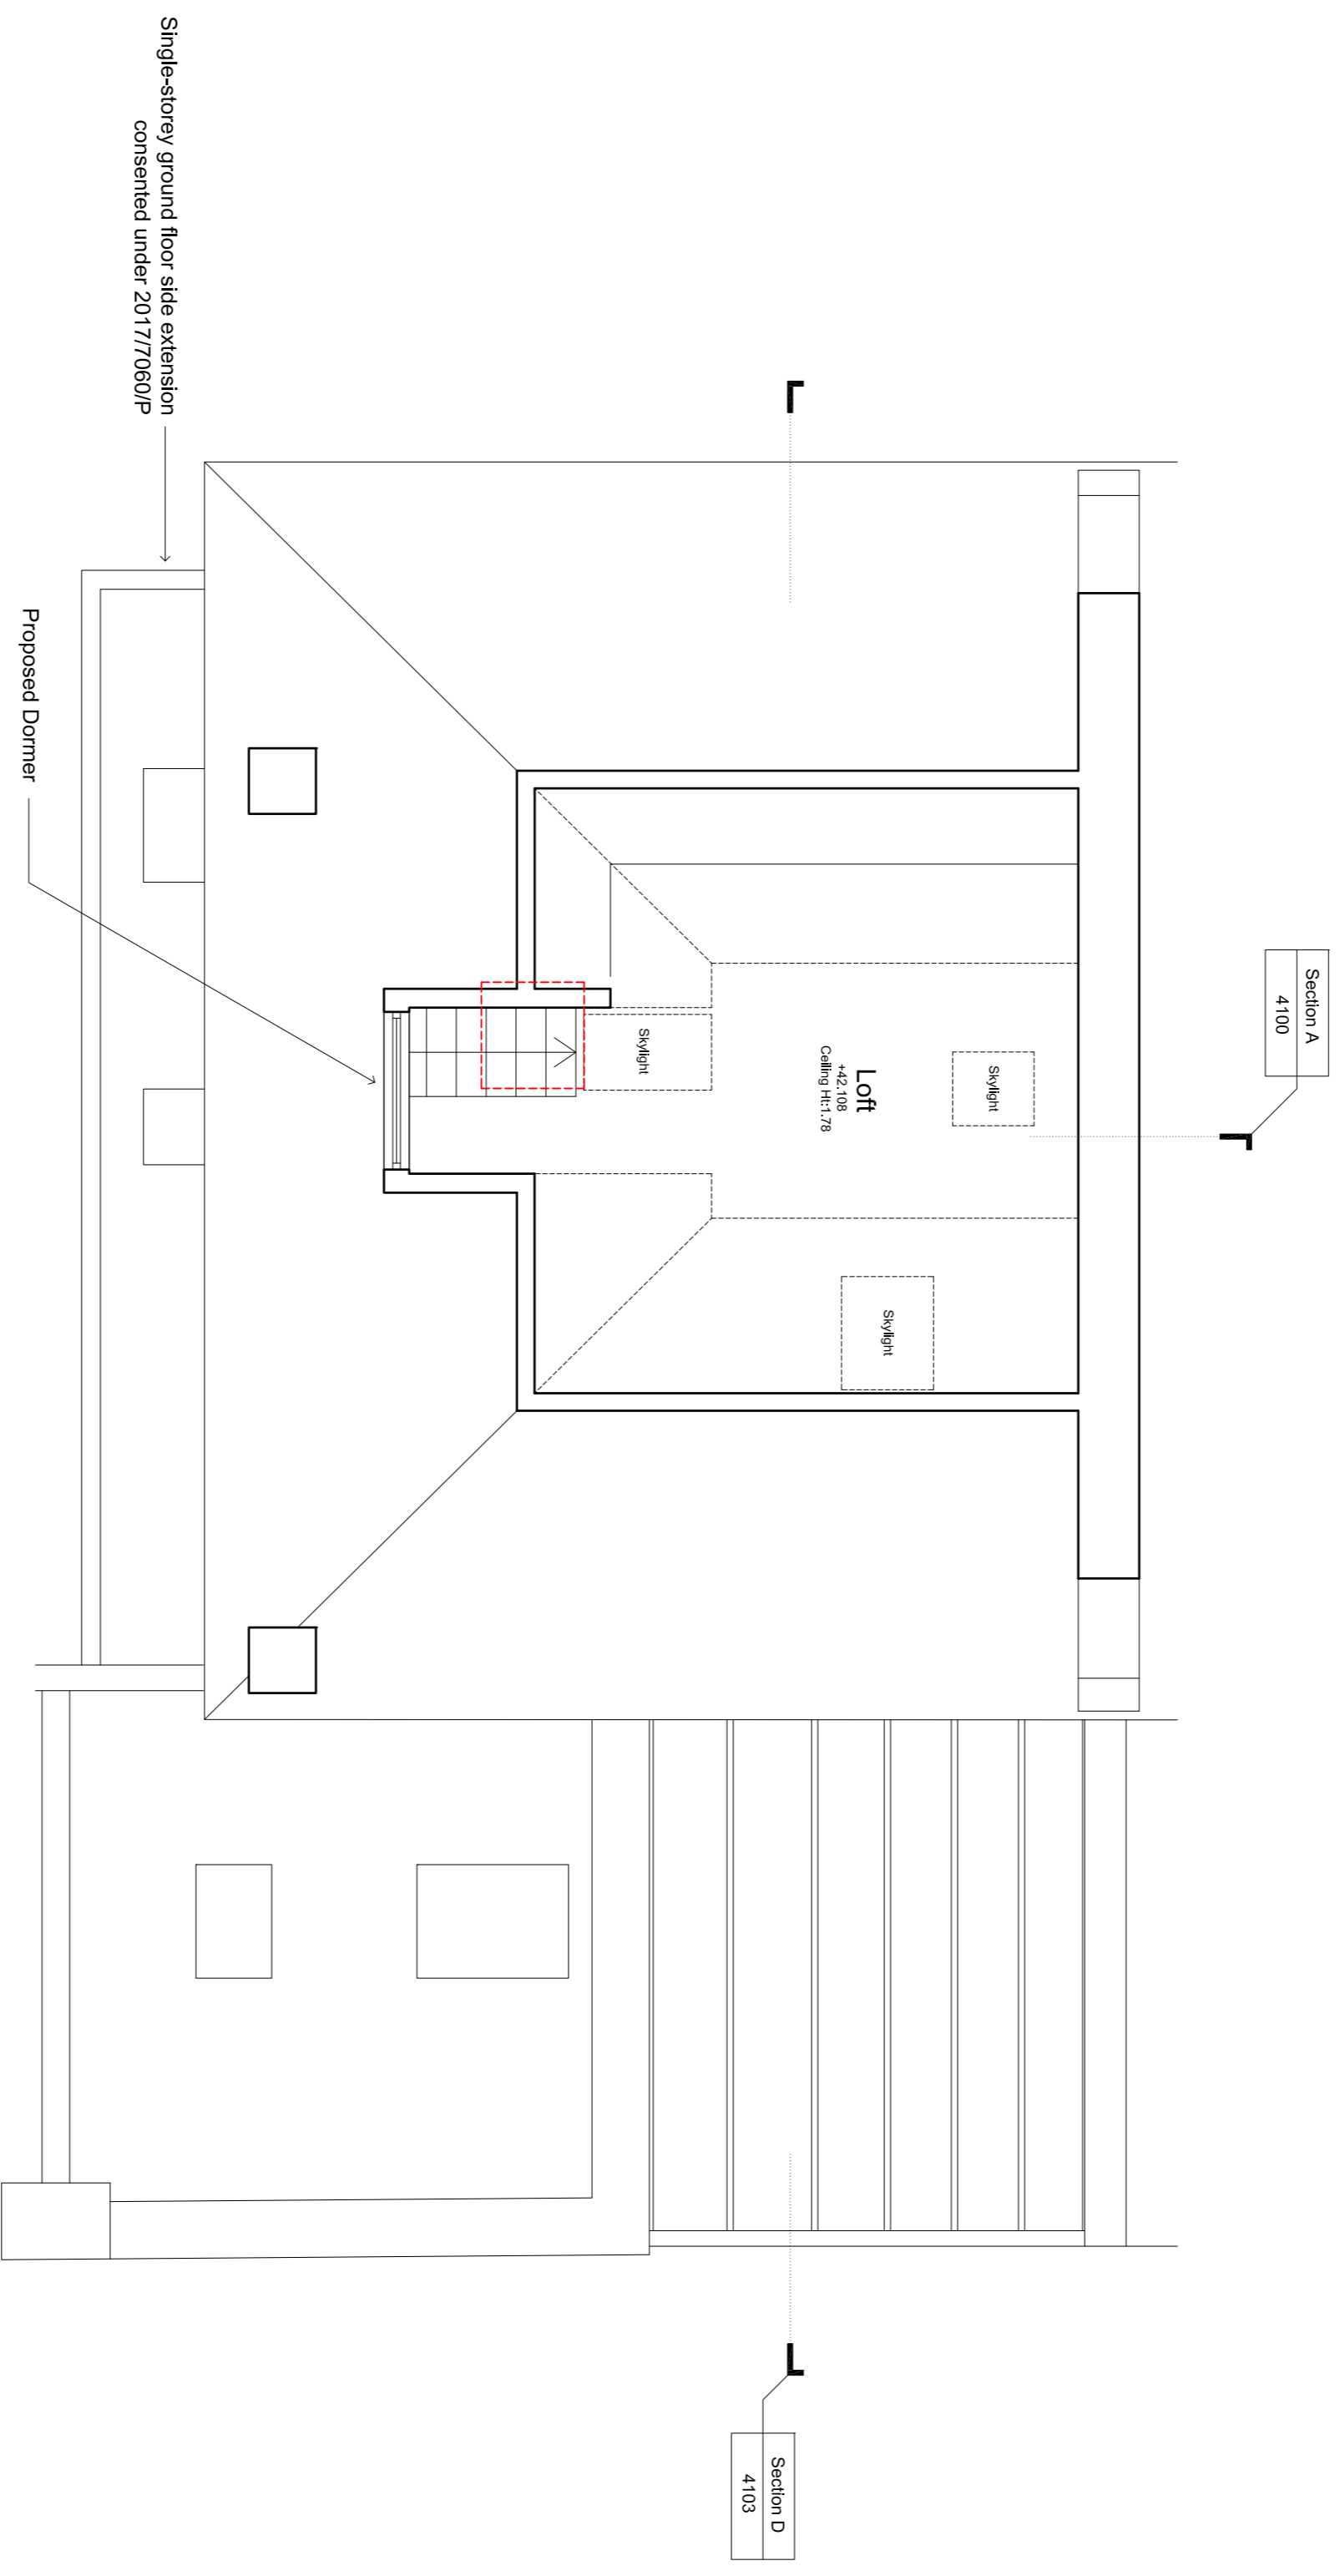 Section A
4100
Skylight
Loft
+42.108
Ceiling Ht:1.78
Skylight
Skylight
Section D
4103
Single-storey ground floor side extension
consented under 2017/7060/P
Proposed Dormer